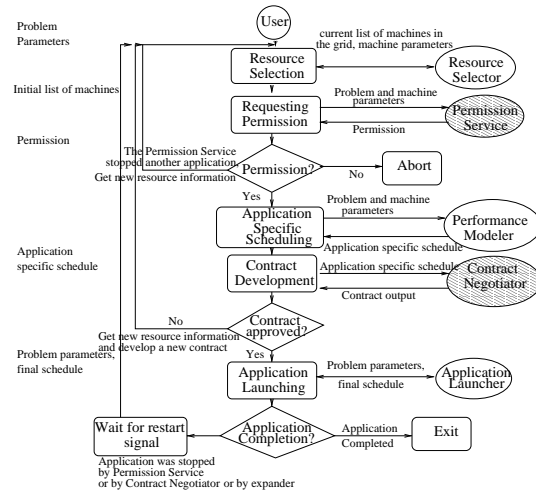 User
Problem
Parameters
current list of machines in
the grid, machine parameters
Resource
Selection
Resource
Selector
Initial list of machines
Requesting
Permission
Problem and machine
parameters
Permission
Permission
Service
Permission
The Permission Service
stopped another application.
Get new resource information
Permission?
No
Abort
Yes
Application
Specific
Scheduling
Problem and machine
parameters
Application specific schedule
Performance
Modeler
Application
specific schedule
Contract
Development
Application specific schedule
Contract output
Contract
Negotiator
No
Get new resource information
and develop a new contract
Contract
approved?
Yes
Problem parameters,
final schedule
Application
Launching
Problem parameters,
final schedule
Application
Launcher
Wait for restart
signal
Application
Completion?
Application
Completed
Exit
Application was stopped
by Permission Service
or by Contract Negotiator or by expander